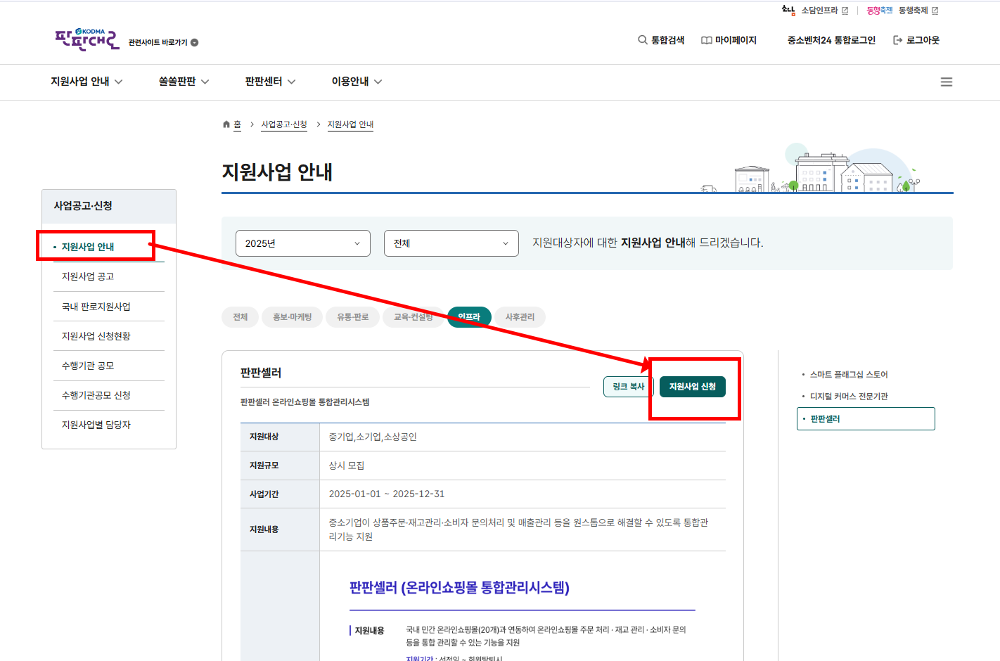 소담 소담인프라 동행축제 동행축제
KODMA
판판대로 관련사이트 바로가기 통합검색 마이페이지 중소벤처24 통합로그인 로그아웃
지원사업 안내 쏠쏠판판 판판센터 이용안내
홈 > 사업공고·신청 > 지원사업 안내
지원사업 안내
사업공고·신청
지원사업 안내
지원사업 공고
국내 판로지원사업
지원사업 신청현황
수행기관 공모
수행기관공모 신청
지원사업별 담당자
2025년 전체 지원대상자에 대한 지원사업 안내해 드리겠습니다.
전체 홍보·마케팅 유통·판로 교육·컨설팅 인프라 사후관리
판판셀러
링크 복사 지원사업 신청
판판셀러 온라인쇼핑몰 통합관리시스템
지원대상 중기업,소기업,소상공인
지원규모 상시 모집
사업기간 2025-01-01 ~ 2025-12-31
지원내용 중소기업이 상품주문·재고관리·소비자 문의처리 및 매출관리 등을 원스톱으로 해결할 수 있도록 통합관
리기능 지원
판판셀러 (온라인쇼핑몰 통합관리시스템)
지원내용 국내 민간 온라인쇼핑몰(20개)과 연동하여 온라인쇼핑몰 주문 처리 · 재고 관리 · 소비자 문의
등을 통합 관리할 수 있는 기능을 지원
지원기간 : 선정일 ~ 회원탈퇴시
스마트 플래그십 스토어
디지털 커머스 전문기관
판판셀러